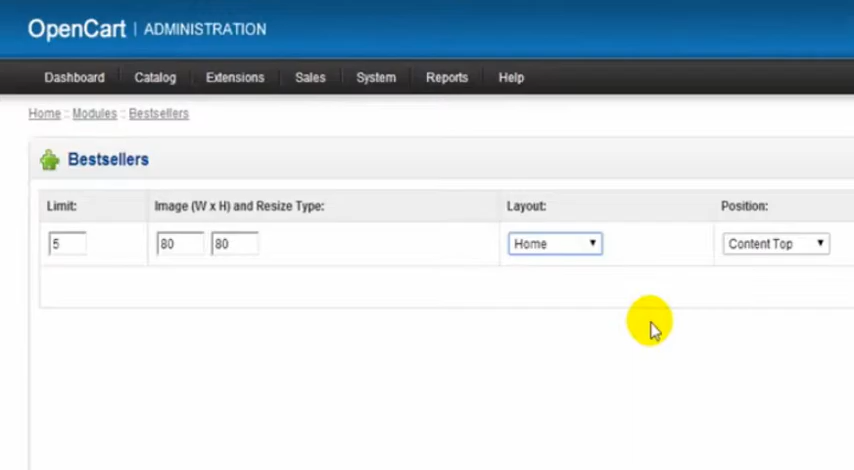 OpenCart | ADMINISTRATION
Dashboard Catalog Extensions Sales System Reports Help
Home :: Modules :: Bestsellers
Bestsellers
Limit: Image (W x H) and Resize Type: Layout: Position:
5 80 80 Home Content Top